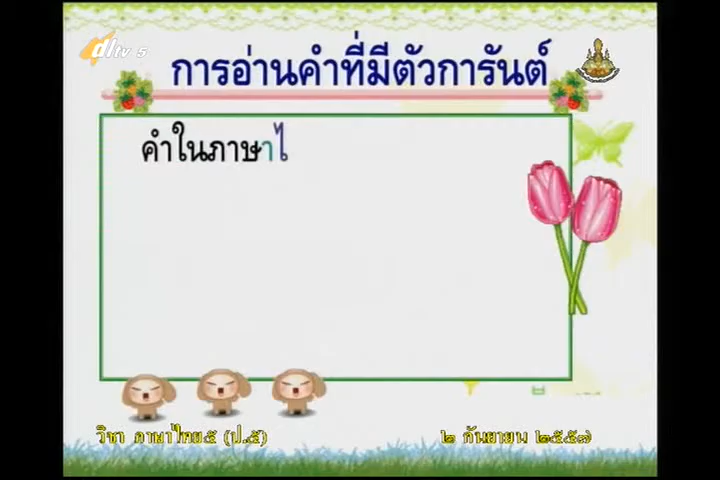 dltv 5
การอ่านคำที่มีตัวการันต์
คำในภาษาไ
วิชา ภาษาไทย๕ (ป.๕)
๒ กันยายน ๒๕๕๗